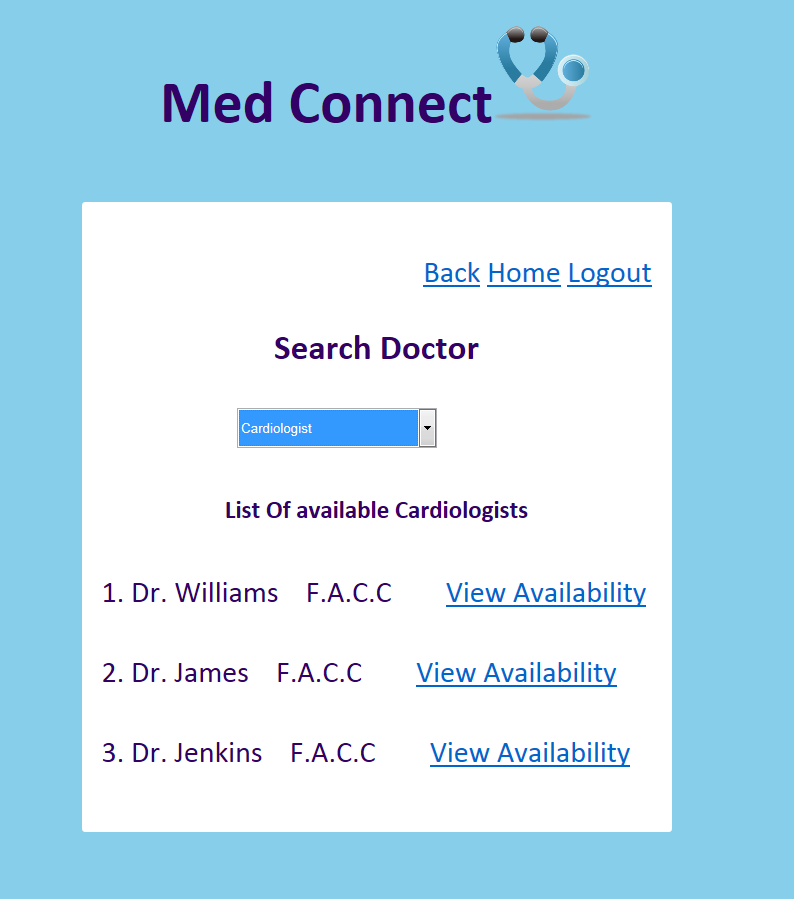 Med Connect
Back Home Logout
Search Doctor
Cardiologist
List Of available Cardiologists
1. Dr. Williams F.A.C.C View Availability
2. Dr. James F.A.C.C View Availability
3. Dr. Jenkins F.A.C.C View Availability